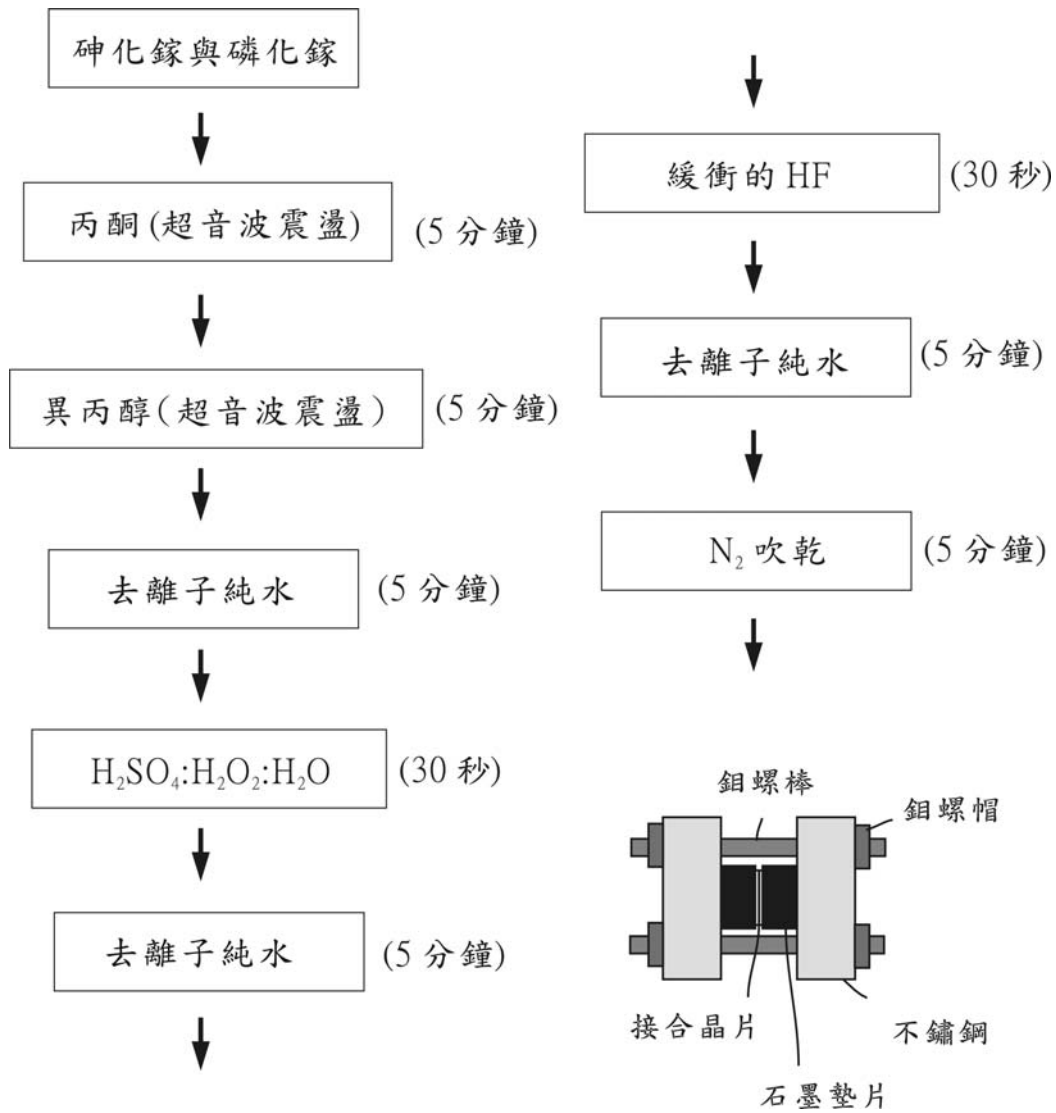 砷化鎵與磷化鎵
丙酮(超音波震盪) (5 分鐘)
異丙醇(超音波震盪) (5 分鐘)
去離子純水 (5 分鐘)
H₂SO₄:H₂O₂:H₂O (30 秒)
去離子純水 (5 分鐘)
緩衝的 HF (30 秒)
去離子純水 (5 分鐘)
N₂ 吹乾 (5 分鐘)
鉬螺棒
鉬螺帽
接合晶片
不鏽鋼
石墨墊片